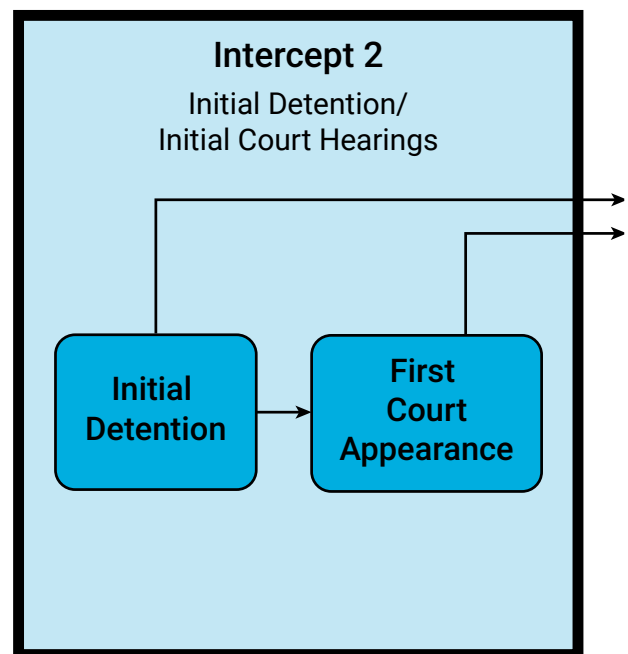 Intercept 2
Initial Detention/
Initial Court Hearings
Initial
Detention
First
Court
Appearance